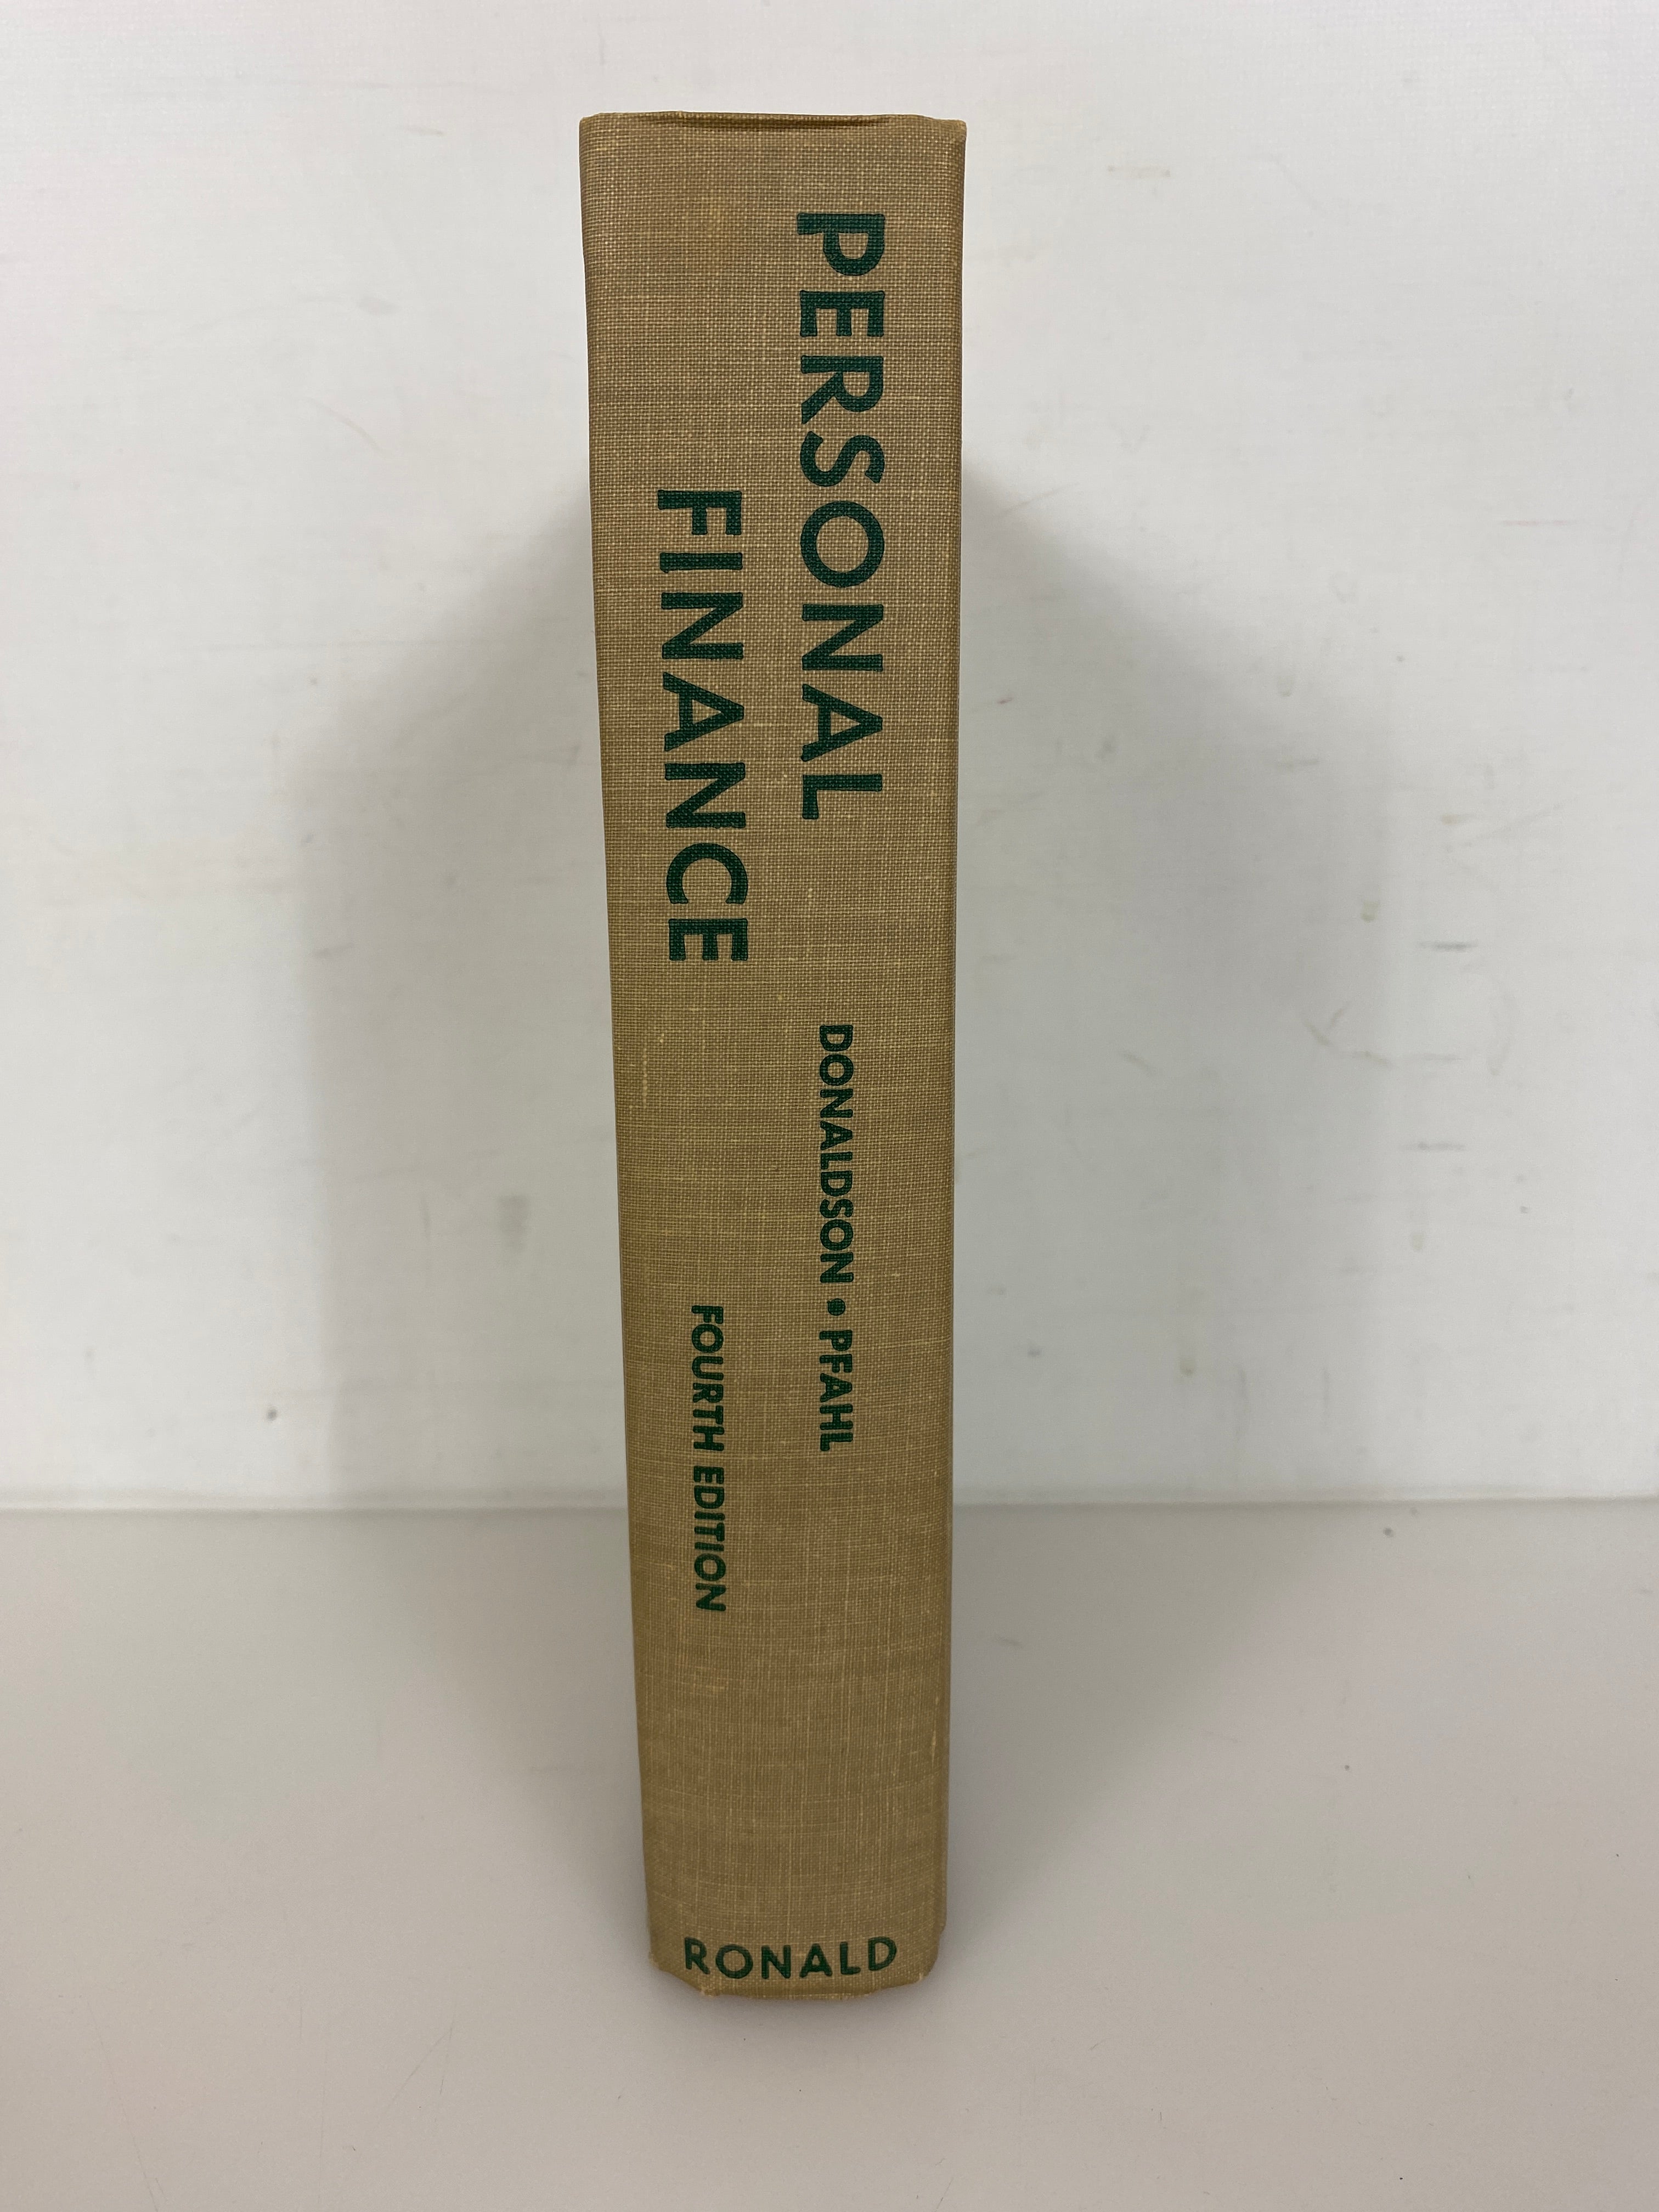 PERSONAL
FINANCE
DONALDSON • PFAHL
FOURTH EDITION
RONALD